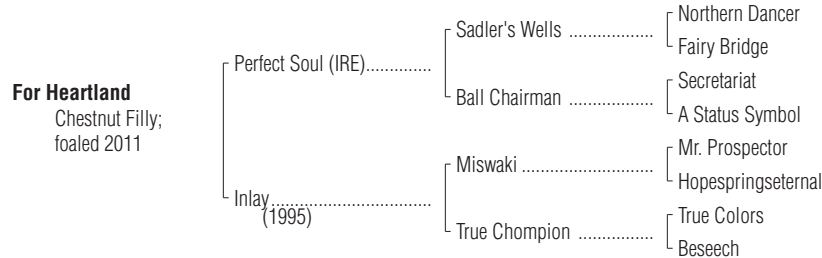 For Heartland
Chestnut Filly;
foaled 2011
Perfect Soul (IRE)..............
Inlay..................................
(1995)
Sadler's Wells .................
Ball Chairman .................
Miswaki ..........................
True Chompion ...............
Northern Dancer
Fairy Bridge
Secretariat
A Status Symbol
Mr. Prospector
Hopespringseternal
True Colors
Beseech